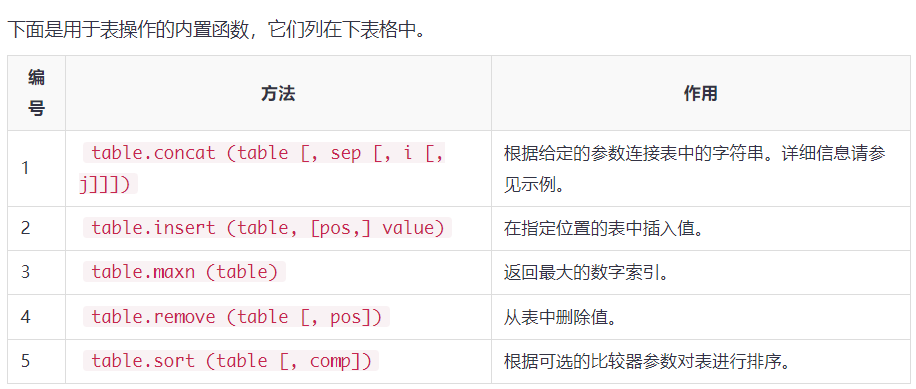 下面是用于表操作的内置函数，它们列在下表格中。
编
号
方法
作用
1
table.concat (table [, sep [, i [,
j]]])
根据给定的参数连接表中的字符串。详细信息请参
见示例。
2
table.insert (table, [pos,] value)
在指定位置的表中插入值。
3
table.maxn (table)
返回最大的数字索引。
4
table.remove (table [, pos])
从表中删除值。
5
table.sort (table [, comp])
根据可选的比较器参数对表进行排序。